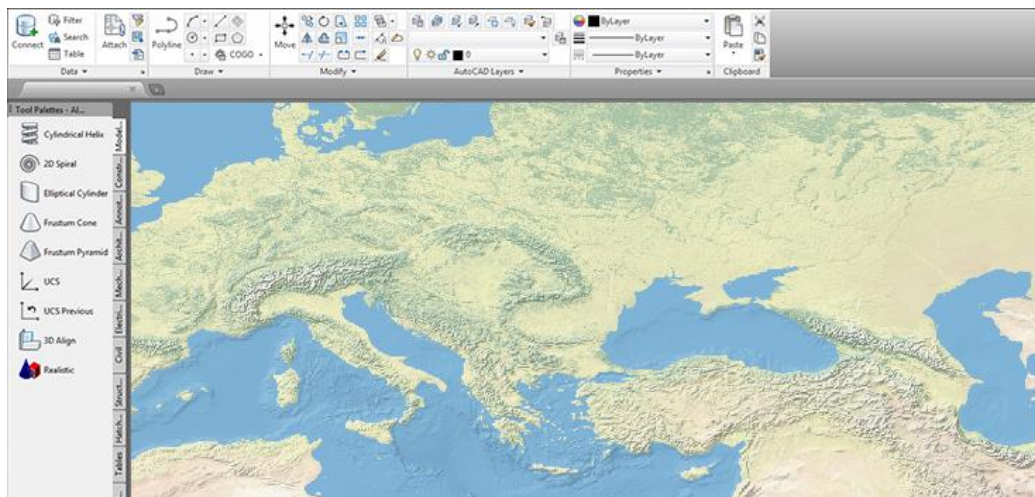 Connect
Filter
Search
Table
Data
Attach
Polyline
COGO
Draw
Move
Modify
0
AutoCAD Layers
ByLayer
ByLayer
ByLayer
Properties
Paste
Clipboard
Tool Palettes - Al...
Cylindrical Helix
2D Spiral
Elliptical Cylinder
Frustum Cone
Frustum Pyramid
UCS
UCS Previous
3D Align
Realistic
Model...
Constr...
Annot...
Archit...
Mech...
Electri...
Civil
Struct...
Hatch...
Tables
...